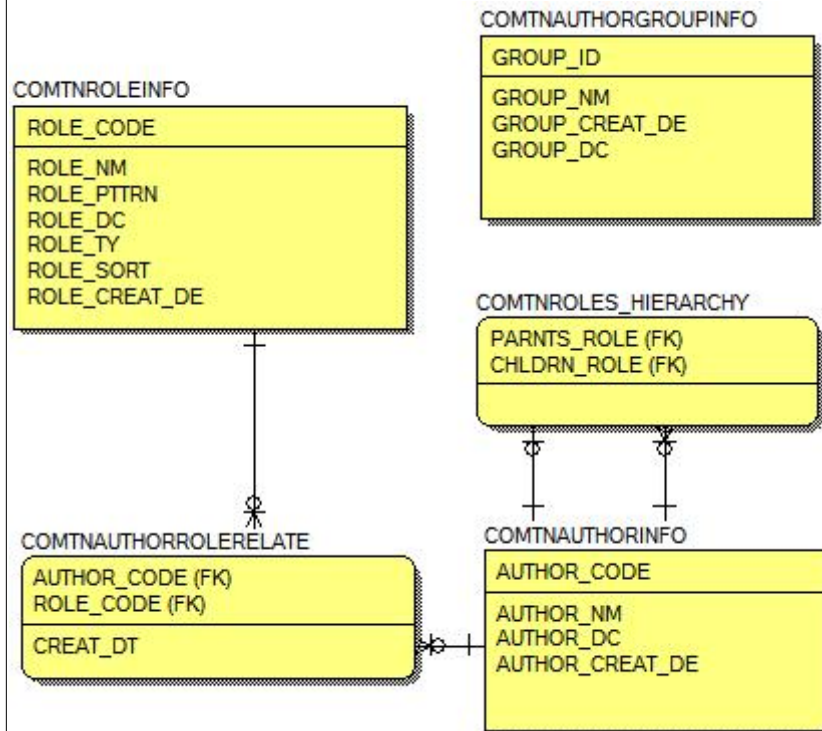 COMTNAUTHORGROUPINFO
GROUP_ID
GROUP_NM
GROUP_CREAT_DE
GROUP_DC
COMTNROLEINFO
ROLE_CODE
ROLE_NM
ROLE_PTTRN
ROLE_DC
ROLE_TY
ROLE_SORT
ROLE_CREAT_DE
COMTNROLES_HIERARCHY
PARNTS_ROLE (FK)
CHLDRN_ROLE (FK)
COMTNAUTHORROLERELATE
AUTHOR_CODE (FK)
ROLE_CODE (FK)
CREAT_DT
COMTNAUTHORINFO
AUTHOR_CODE
AUTHOR_NM
AUTHOR_DC
AUTHOR_CREAT_DE